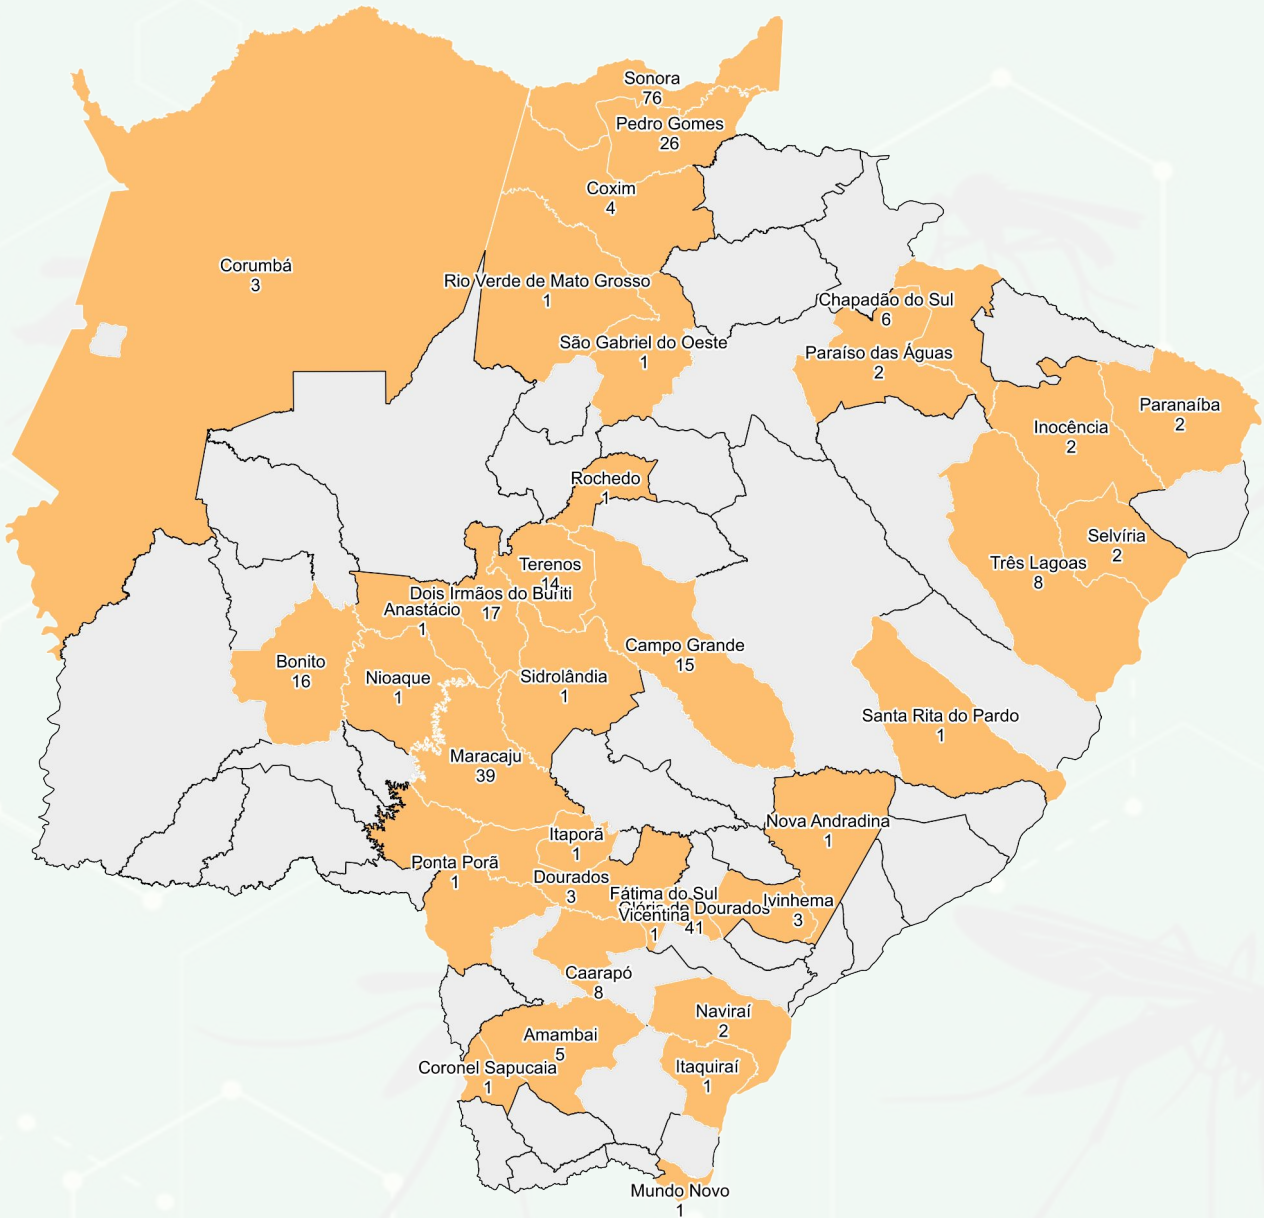 Sonora
76
Pedro Gomes
26
Coxim
4
Corumbá
3
Rio Verde de Mato Grosso
1
São Gabriel do Oeste
1
Chapadão do Sul
6
Paraíso das Águas
2
Paranaíba
2
Inocência
2
Rochedo
1
Selvíria
2
Três Lagoas
8
Terenos
14
Dois Irmãos do Buriti
17
Anastácio
1
Campo Grande
15
Bonito
16
Nioaque
1
Sidrolândia
1
Santa Rita do Pardo
1
Maracaju
39
Nova Andradina
1
Itaporã
1
Ponta Porã
1
Dourados
3
Fátima do Sul
Glória de Dourados
41
Vicentina
1
Ivinhema
3
Caarapó
8
Naviraí
2
Amambai
5
Coronel Sapucaia
1
Itaquiraí
1
Mundo Novo
1